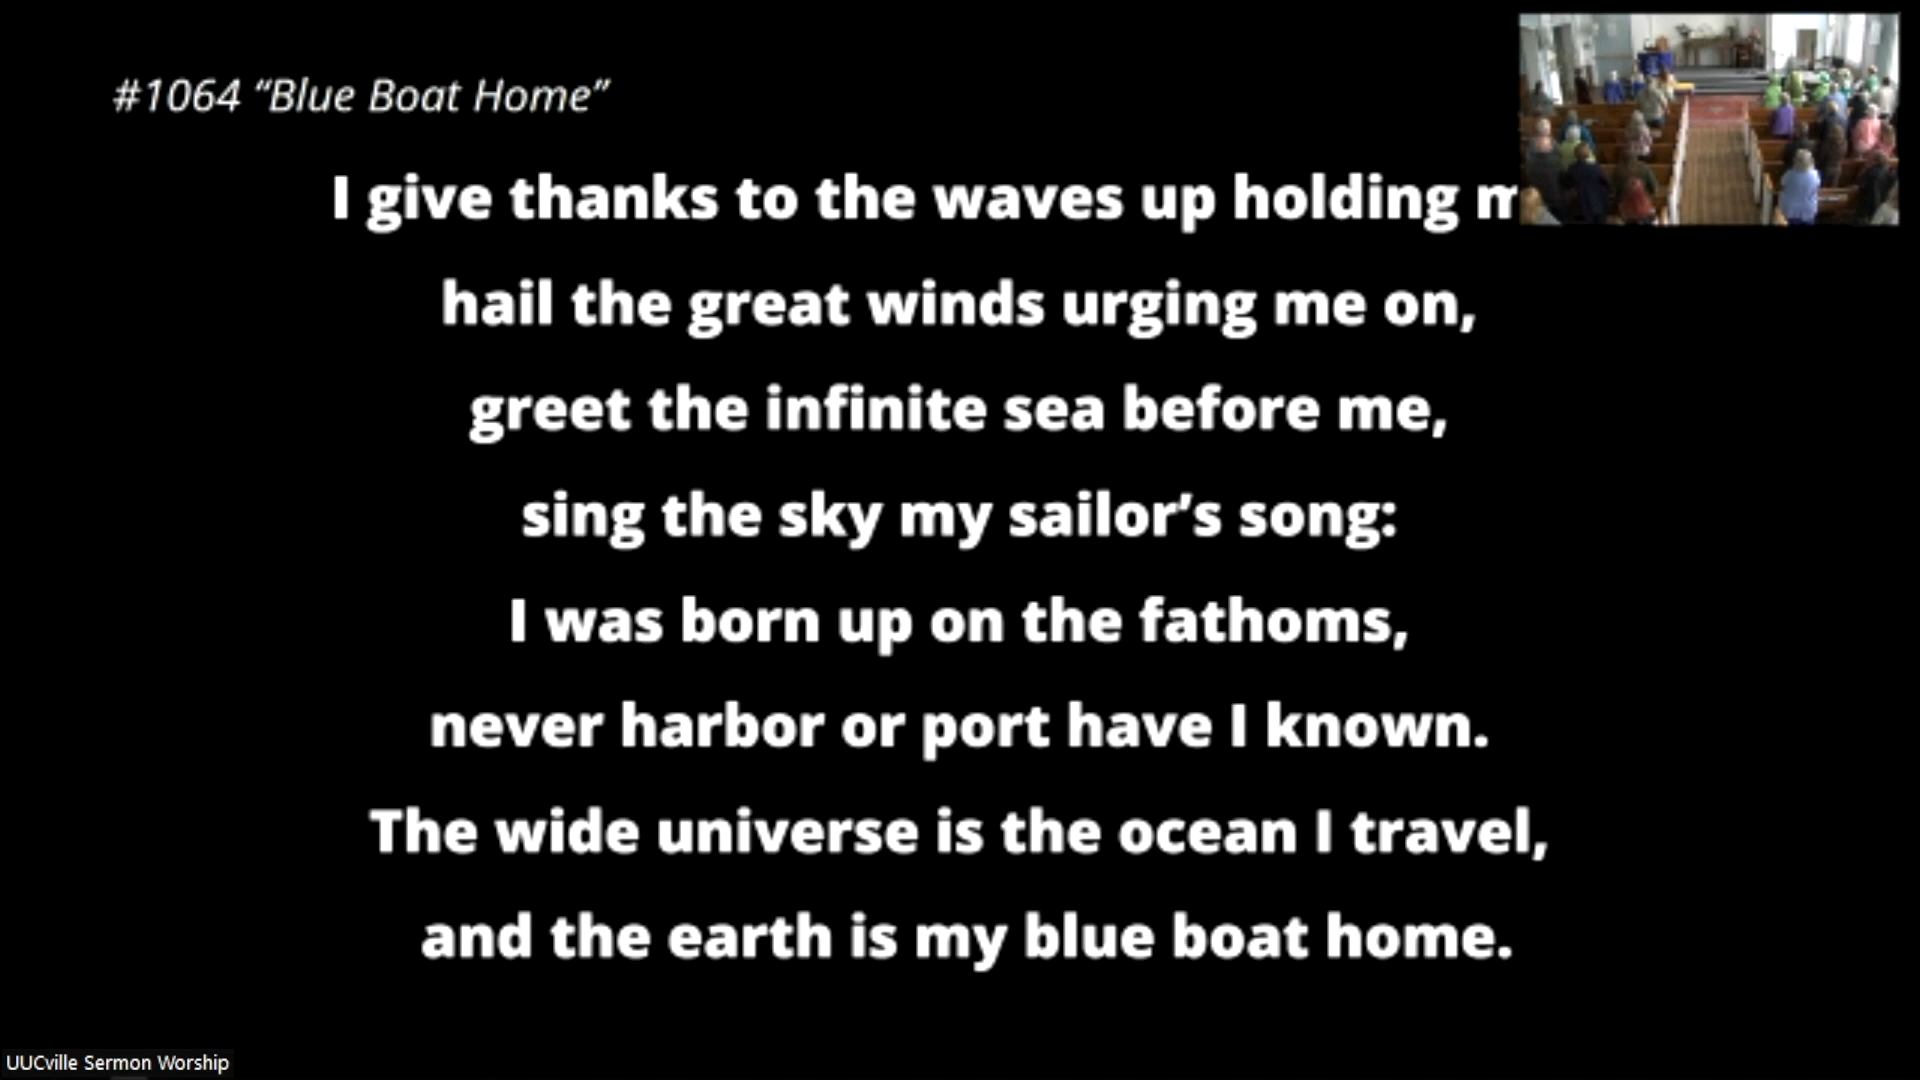 #1064 “Blue Boat Home”
I give thanks to the waves up holding m
hail the great winds urging me on,
greet the infinite sea before me,
sing the sky my sailor’s song:
I was born up on the fathoms,
never harbor or port have I known.
The wide universe is the ocean I travel,
and the earth is my blue boat home.
UUCville Sermon Worship